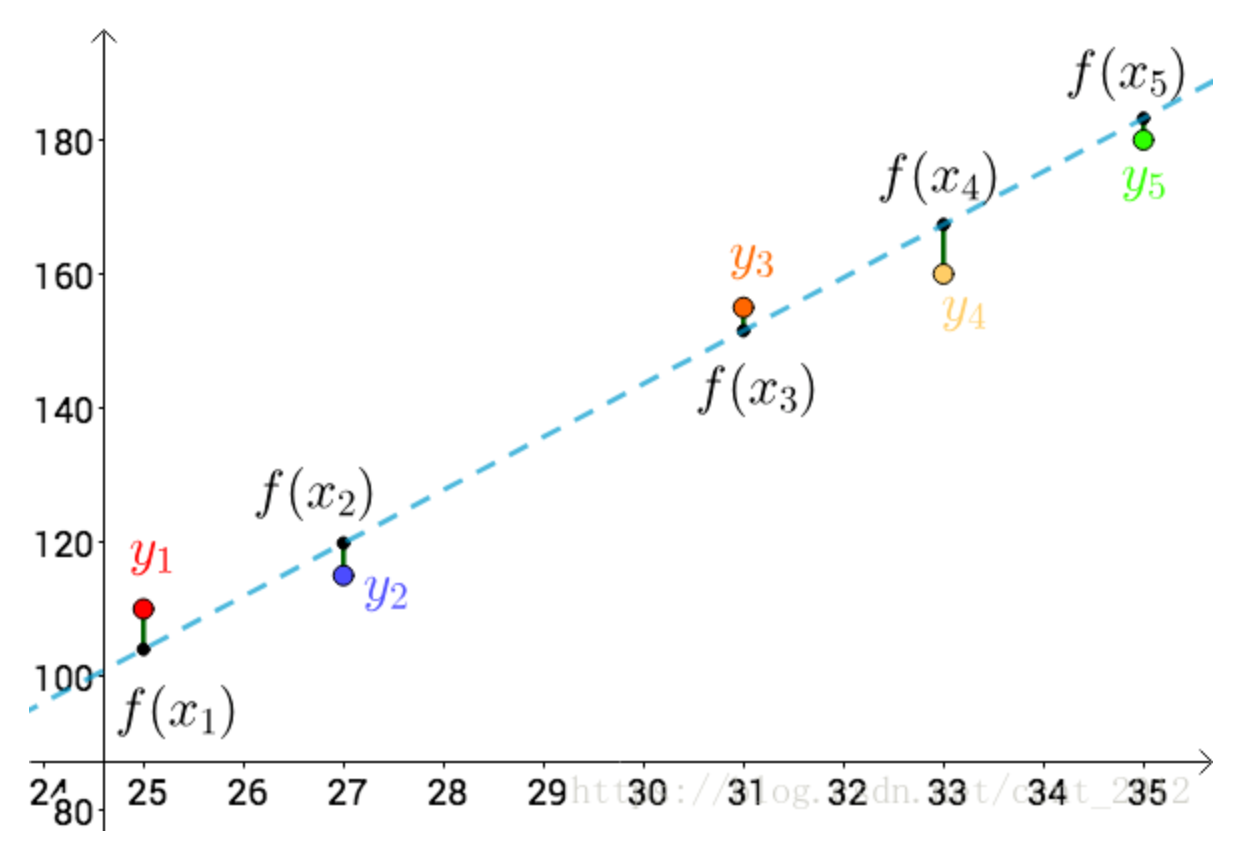 f(x₅)
180
y₅
f(x₄)
160
y₃
y₄
f(x₃)
140
f(x₂)
120
y₁
y₂
100
f(x₁)
24 25 26 27 28 29 30 31 32 33 34 35
80